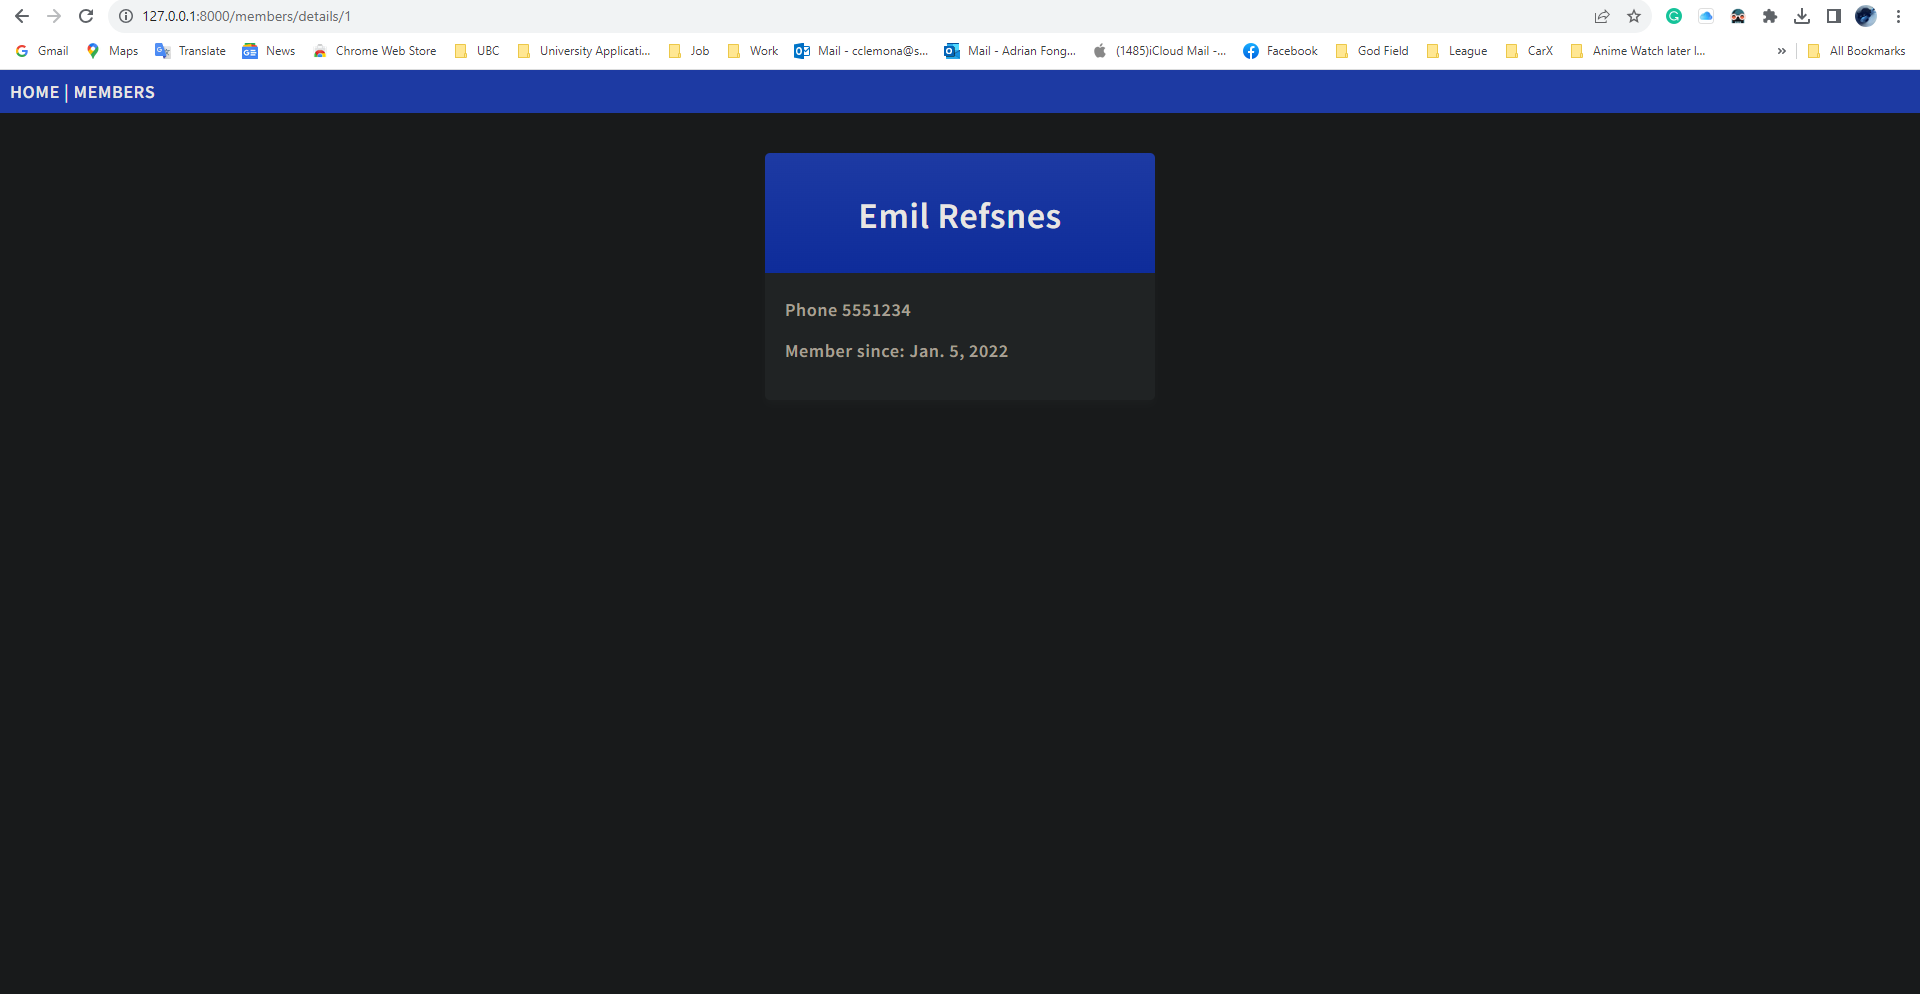 127.0.0.1:8000/members/details/1
Gmail Maps Translate News Chrome Web Store UBC University Applicati... Job Work Mail - cclemona@s... Mail - Adrian Fong... (1485)iCloud Mail -... Facebook God Field League CarX Anime Watch later l... » All Bookmarks
HOME | MEMBERS
Emil Refsnes
Phone 5551234
Member since: Jan. 5, 2022